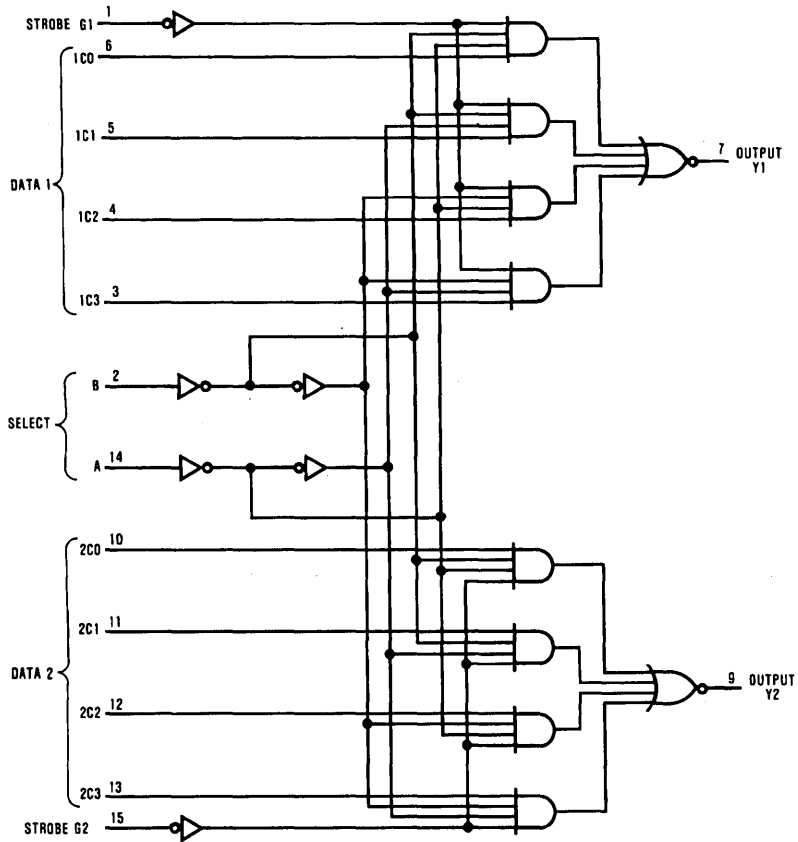 STROBE G1 1
6
1C0
5
1C1
DATA 1
4
1C2
3
1C3
7 OUTPUT
Y1
B 2
SELECT
A 14
2C0 10
2C1 11
DATA 2
2C2 12
2C3 13
STROBE G2 15
9 OUTPUT
Y2